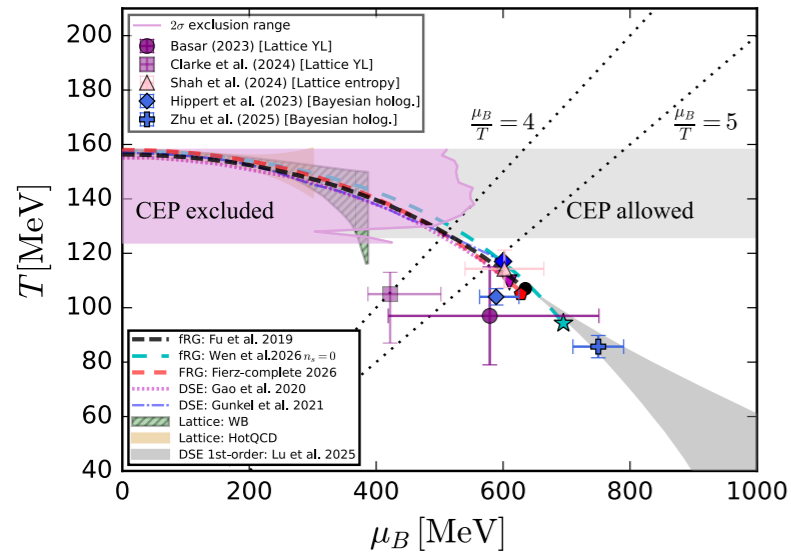 2σ exclusion range
Basar (2023) [Lattice YL]
Clarke et al. (2024) [Lattice YL]
Shah et al. (2024) [Lattice entropy]
Hippert et al. (2023) [Bayesian holog.]
Zhu et al. (2025) [Bayesian holog.]
μ_B/T = 4
μ_B/T = 5
CEP excluded
CEP allowed
fRG: Fu et al. 2019
fRG: Wen et al.2026 n_s=0
FRG: Fierz-complete 2026
DSE: Gao et al. 2020
DSE: Gunkel et al. 2021
Lattice: WB
Lattice: HotQCD
DSE 1st-order: Lu et al. 2025
T [MeV]
200
180
160
140
120
100
80
60
40
0 200 400 600 800 1000
μ_B [MeV]